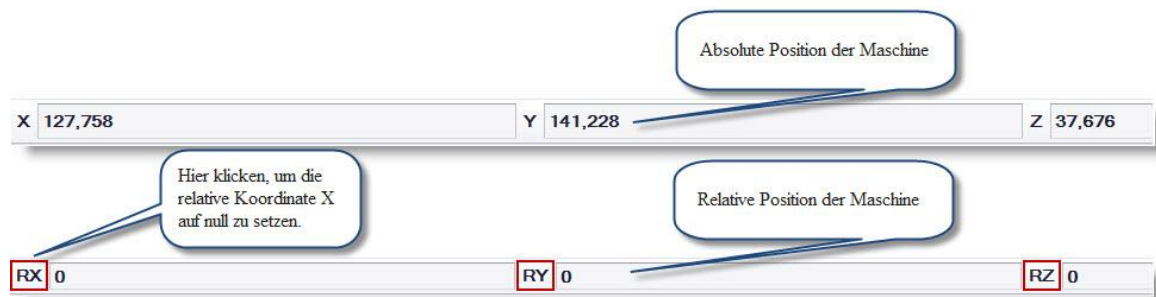 Absolute Position der Maschine
X 127,758 Y 141,228 Z 37,676
Hier klicken, um die
relative Koordinate X
auf null zu setzen.
Relative Position der Maschine
RX 0 RY 0 RZ 0